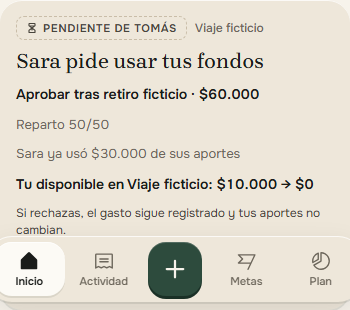 PENDIENTE DE TOMÁS Viaje ficticio
Sara pide usar tus fondos
Aprobar tras retiro ficticio · $60.000
Reparto 50/50
Sara ya usó $30.000 de sus aportes
Tu disponible en Viaje ficticio: $10.000 → $0
Si rechazas, el gasto sigue registrado y tus aportes no
cambian.
Inicio Actividad Metas Plan